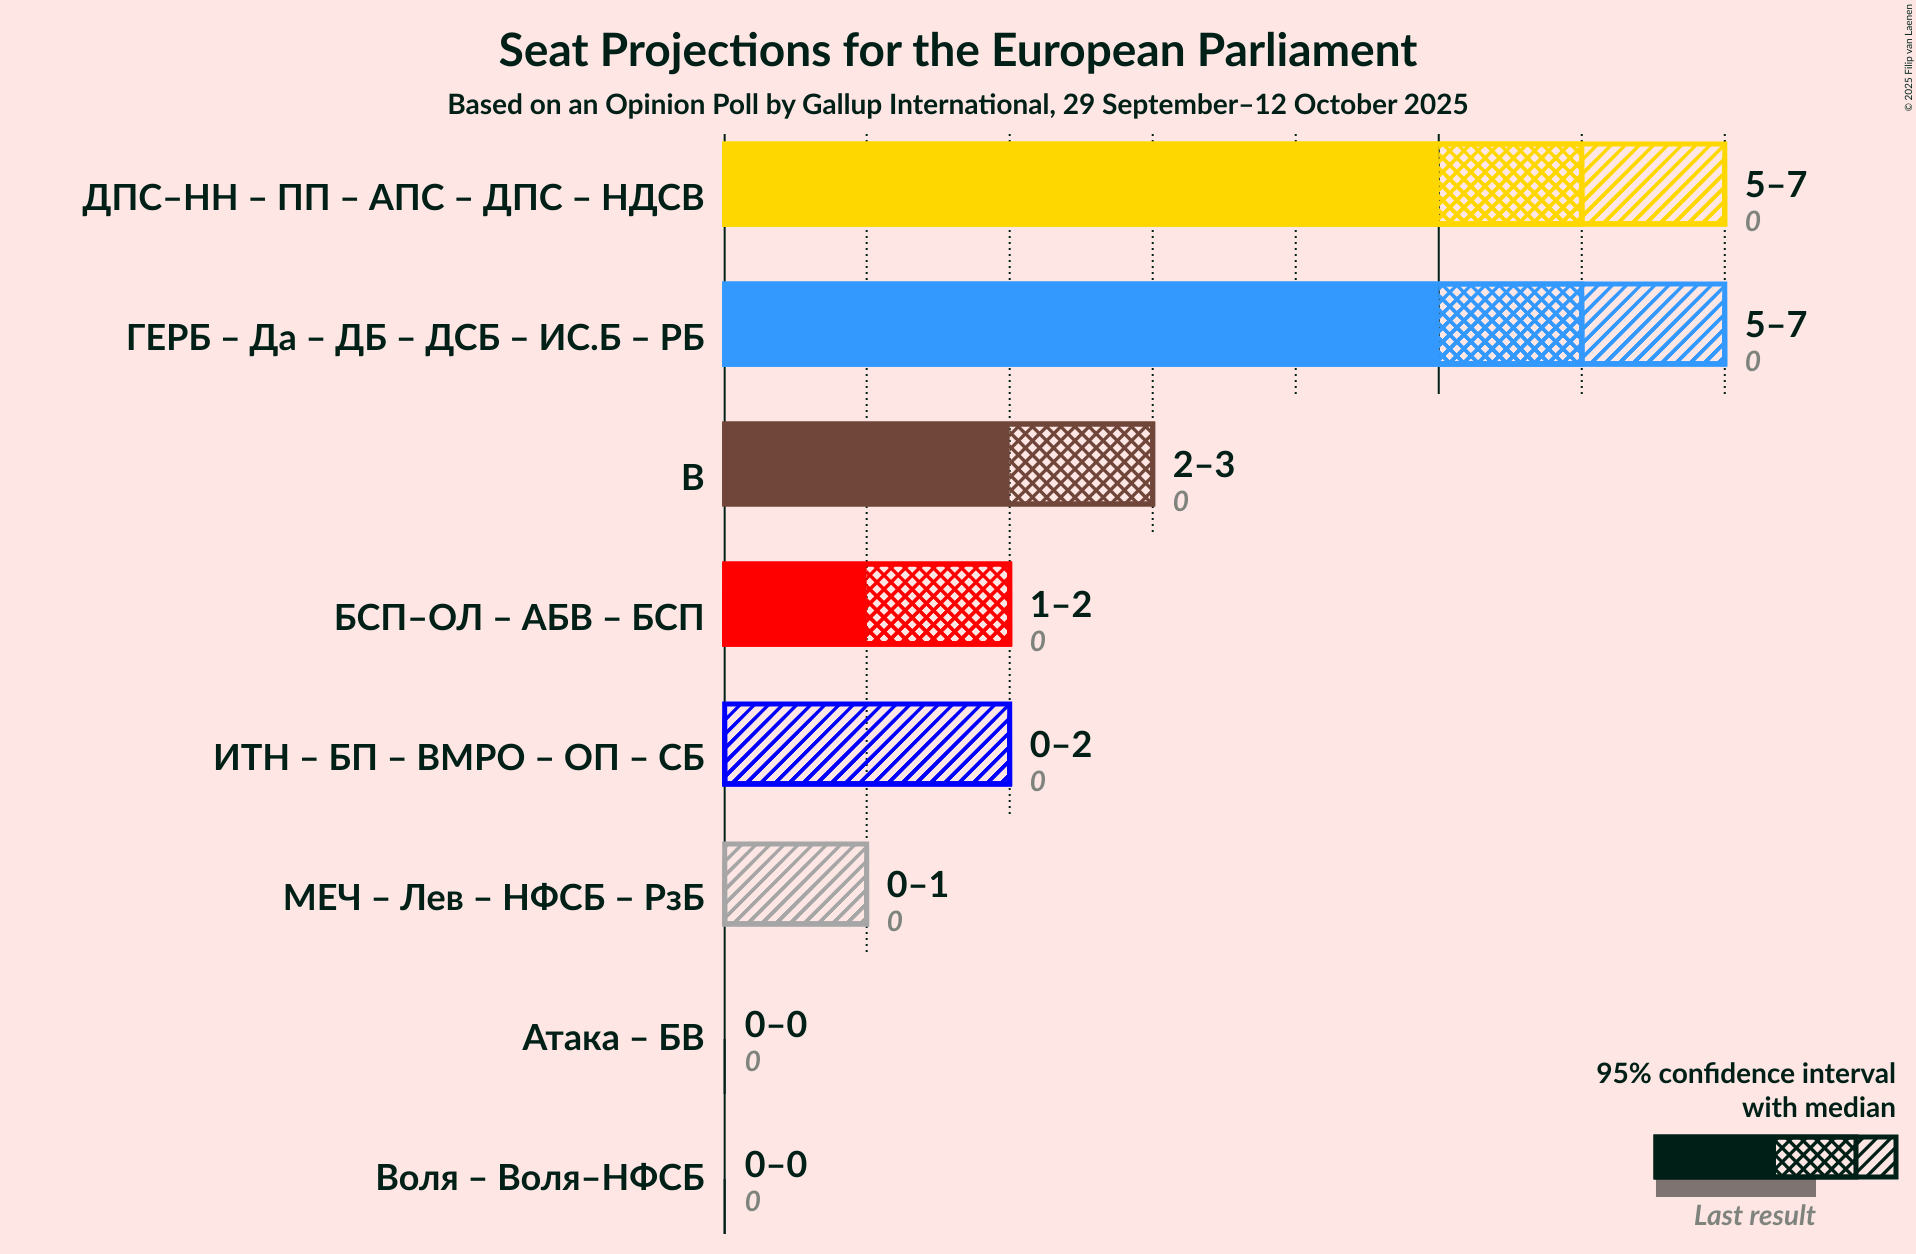 Seat Projections for the European Parliament
Based on an Opinion Poll by Gallup International, 29 September–12 October 2025
© 2025 Filip van Laenen
ДПС–НН – ПП – АПС – ДПС – НДСВ
5–7
0
ГЕРБ – Да – ДБ – ДСБ – ИС.Б – РБ
5–7
0
В
2–3
0
БСП–ОЛ – АБВ – БСП
1–2
0
ИТН – БП – ВМРО – ОП – СБ
0–2
0
МЕЧ – Лев – НФСБ – РзБ
0–1
0
Атака – БВ
0–0
0
Воля – Воля–НФСБ
0–0
0
95% confidence interval
with median
Last result